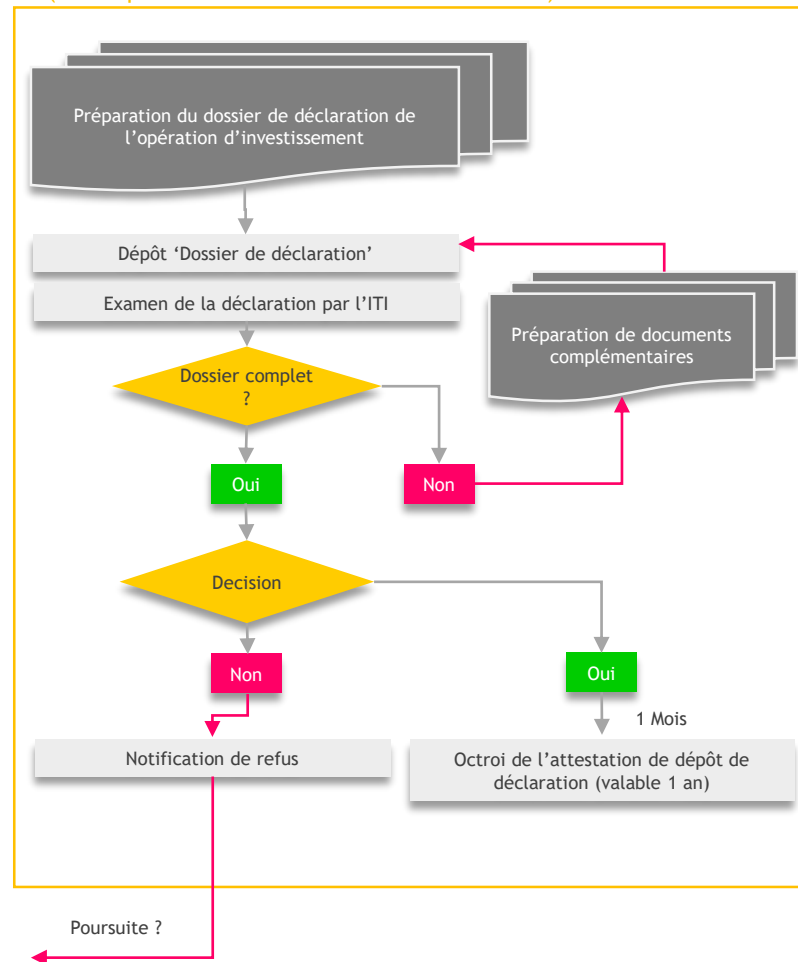 Préparation du dossier de déclaration de
l’opération d’investissement
Dépôt ‘Dossier de déclaration’
Examen de la déclaration par l’ITI
Préparation de documents
complémentaires
Dossier complet
?
Oui
Non
Decision
Non
Oui
1 Mois
Notification de refus
Octroi de l’attestation de dépôt de
déclaration (valable 1 an)
Poursuite ?